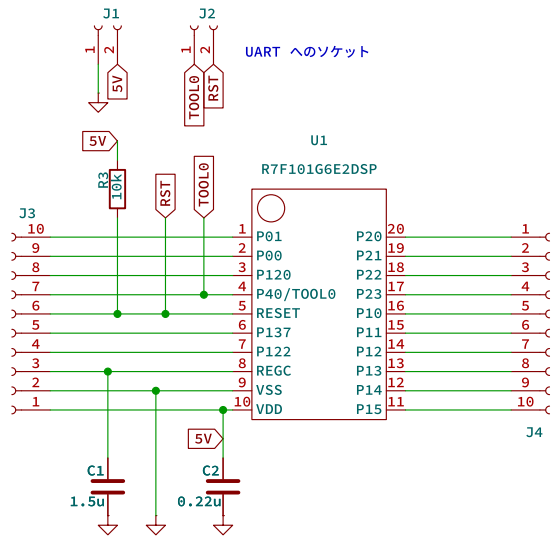 J1 J2
1 2 1 2
UART へのソケット
5V TOOL0 RST
5V
U1
R3 10k
R7F101G6E2DSP
RST TOOL0
J3
10 1 P01 P20 20 1
9 2 P00 P21 19 2
8 3 P120 P22 18 3
7 4 P40/TOOL0 P23 17 4
6 5 RESET P10 16 5
5 6 P137 P11 15 6
4 7 P122 P12 14 7
3 8 REGC P13 13 8
2 9 VSS P14 12 9
1 10 VDD P15 11 10
5V
J4
C1 C2
1.5u 0.22u